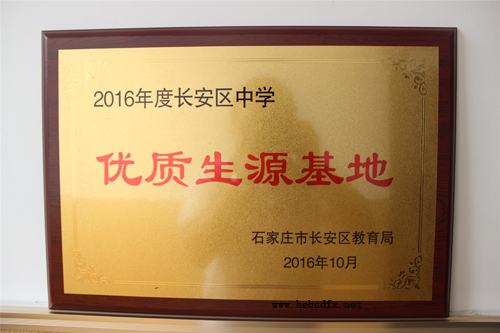 2016年度长安区中学
优质生源基地
石家庄市长安区教育局
2016年10月
www.hebsdfx.net